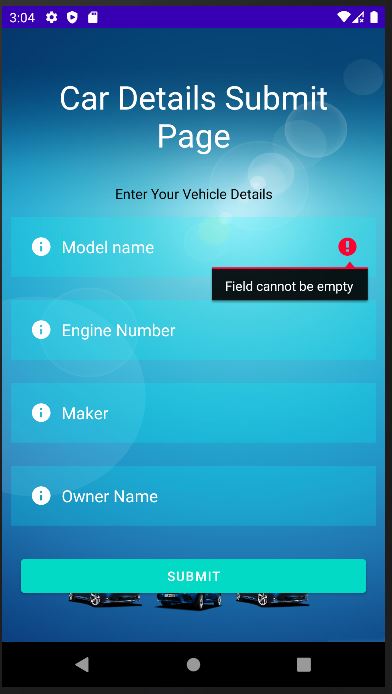 3:04
Car Details Submit
Page
Enter Your Vehicle Details
Model name
Field cannot be empty
Engine Number
Maker
Owner Name
SUBMIT